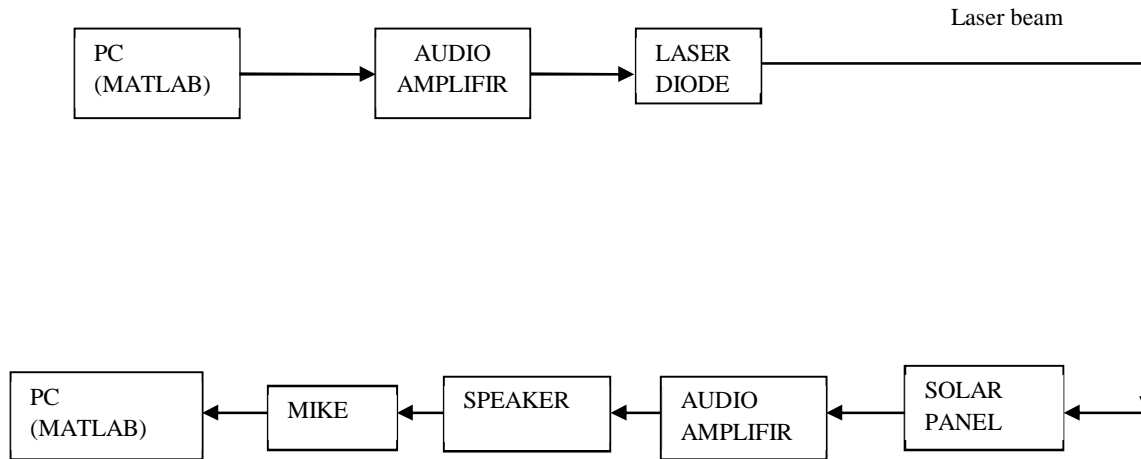 Laser beam
PC
(MATLAB)
AUDIO
AMPLIFIR
LASER
DIODE
PC
(MATLAB)
MIKE
SPEAKER
AUDIO
AMPLIFIR
SOLAR
PANEL